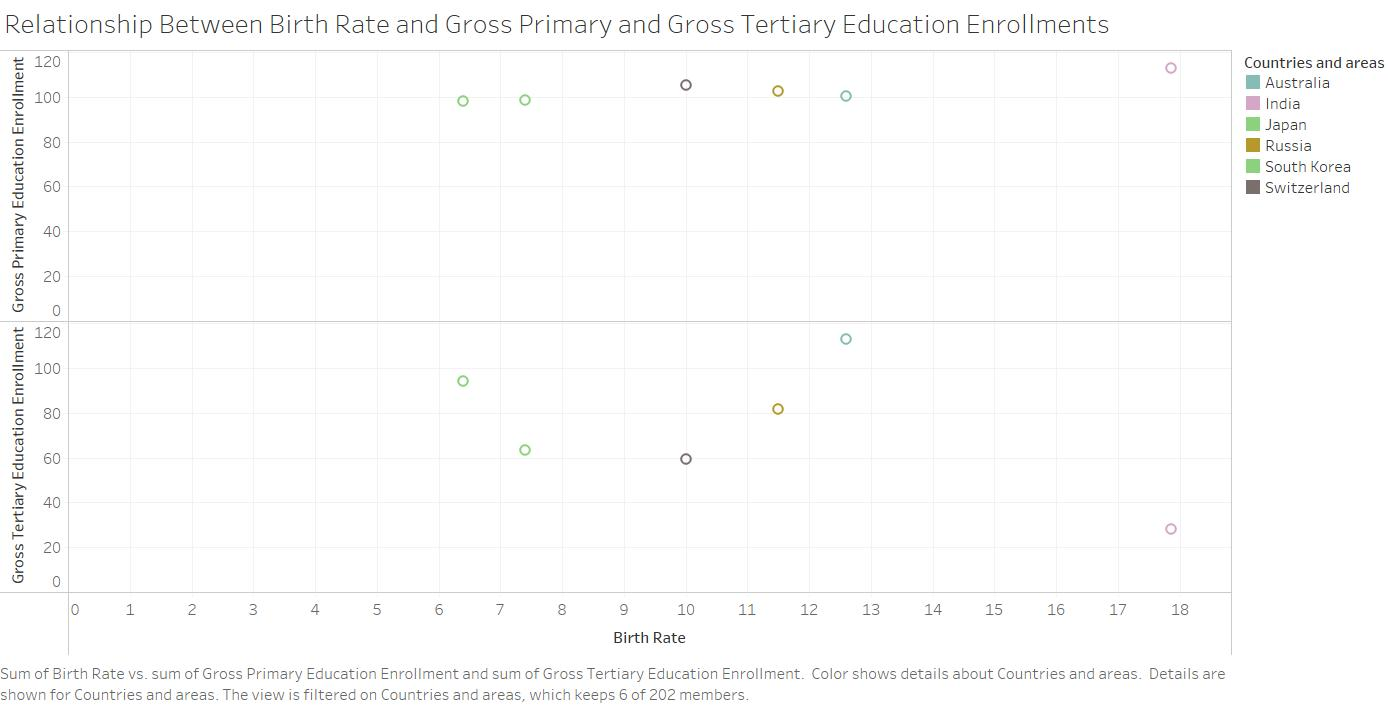 Relationship Between Birth Rate and Gross Primary and Gross Tertiary Education Enrollments
Gross Primary Education Enrollment
120
100
80
60
40
20
0
Gross Tertiary Education Enrollment
120
100
80
60
40
20
0
0 1 2 3 4 5 6 7 8 9 10 11 12 13 14 15 16 17 18
Birth Rate
Countries and areas
Australia
India
Japan
Russia
South Korea
Switzerland
Sum of Birth Rate vs. sum of Gross Primary Education Enrollment and sum of Gross Tertiary Education Enrollment. Color shows details about Countries and areas. Details are
shown for Countries and areas. The view is filtered on Countries and areas, which keeps 6 of 202 members.